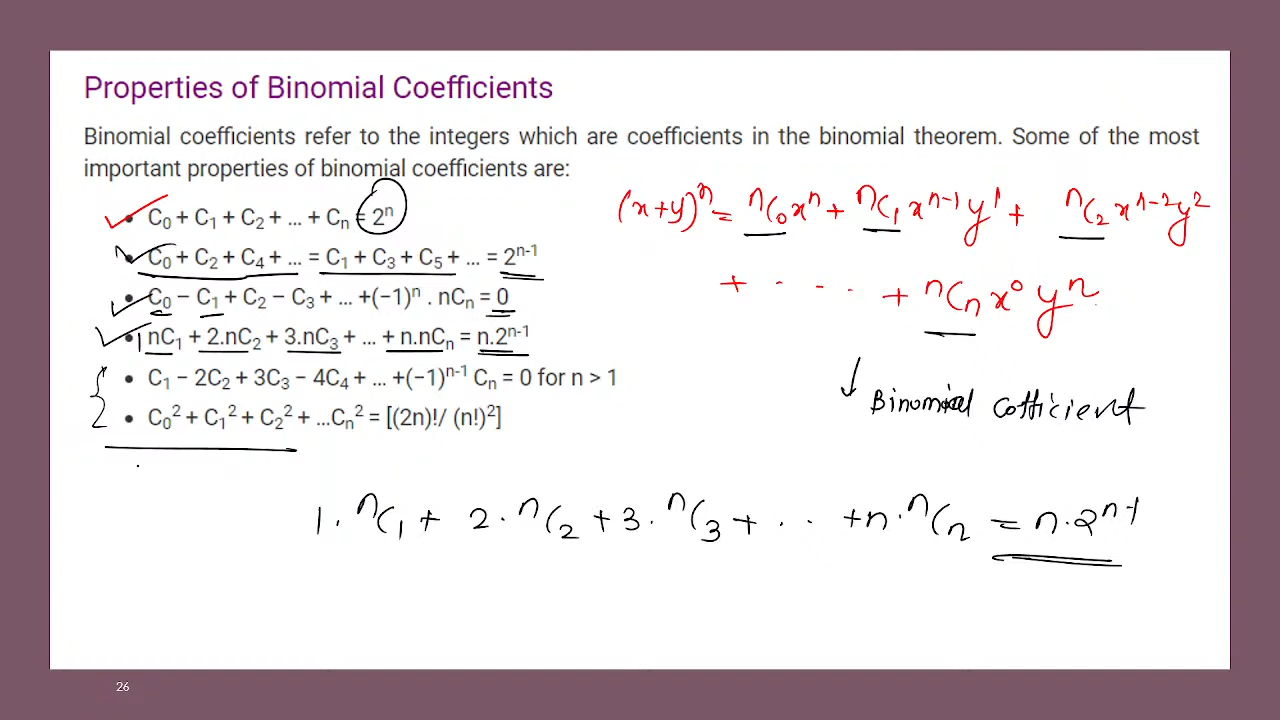 Properties of Binomial Coefficients
Binomial coefficients refer to the integers which are coefficients in the binomial theorem. Some of the most
important properties of binomial coefficients are:
• C₀ + C₁ + C₂ + ... + Cₙ = 2ⁿ
• C₀ + C₂ + C₄ + ... = C₁ + C₃ + C₅ + ... = 2ⁿ⁻¹
• C₀ − C₁ + C₂ − C₃ + ... +(−1)ⁿ . nCₙ = 0
• 1nC₁ + 2.nC₂ + 3.nC₃ + ... + n.nCₙ = n.2ⁿ⁻¹
• C₁ − 2C₂ + 3C₃ − 4C₄ + ... +(−1)ⁿ⁻¹ Cₙ = 0 for n > 1
• C₀² + C₁² + C₂² + ...Cₙ² = [(2n)!/ (n!)²]
(x+y)ⁿ = ⁿC₀xⁿ + ⁿC₁xⁿ⁻¹y¹ + ⁿC₂xⁿ⁻²y²
+ . . . . + ⁿCₙx⁰yⁿ
↓ Binomial Cofficient
1.ⁿC₁ + 2.ⁿC₂ + 3.ⁿC₃ + . . . +n.ⁿCₙ = n.2ⁿ⁻¹
26